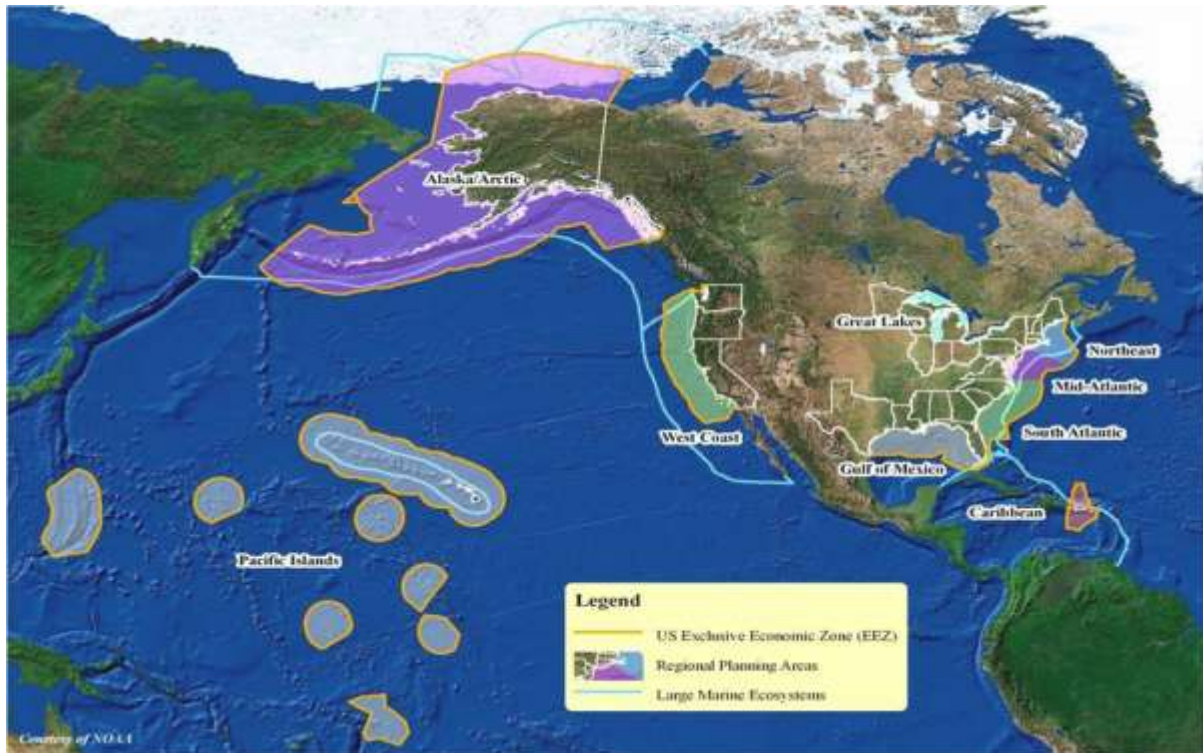 Alaska/Arctic
Great Lakes
Northeast
Mid-Atlantic
West Coast
South Atlantic
Gulf of Mexico
Caribbean
Pacific Islands
Legend
US Exclusive Economic Zone (EEZ)
Regional Planning Areas
Large Marine Ecosystems
Courtesy of NOAA